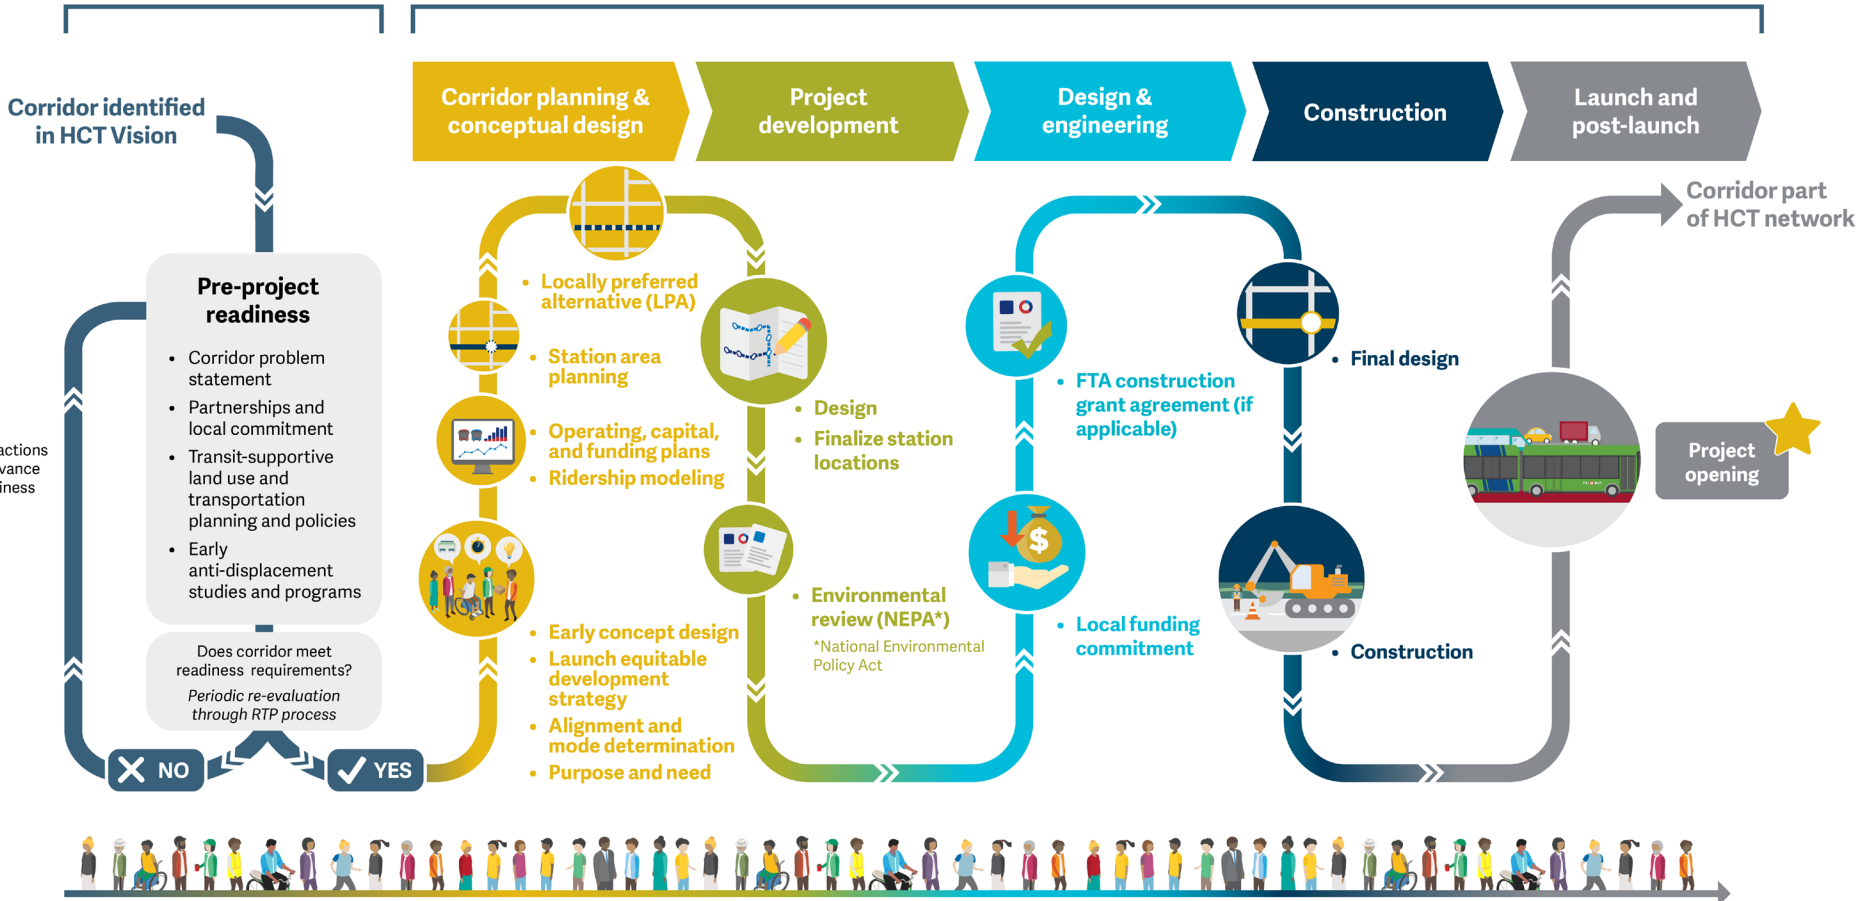 Corridor identified
in HCT Vision
Pre-project
readiness
• Corridor problem
statement
• Partnerships and
local commitment
• Transit-supportive
land use and
transportation
planning and policies
• Early
anti-displacement
studies and programs
actions
vance
iness
Does corridor meet
readiness requirements?
Periodic re-evaluation
through RTP process
NO
YES
Corridor planning &
conceptual design
• Locally preferred
alternative (LPA)
• Station area
planning
• Operating, capital,
and funding plans
• Ridership modeling
• Early concept design
• Launch equitable
development
strategy
• Alignment and
mode determination
• Purpose and need
Project
development
• Design
• Finalize station
locations
• Environmental
review (NEPA*)
*National Environmental
Policy Act
Design &
engineering
• FTA construction
grant agreement (if
applicable)
$
• Local funding
commitment
Construction
• Final design
• Construction
Launch and
post-launch
Corridor part
of HCT network
Project
opening